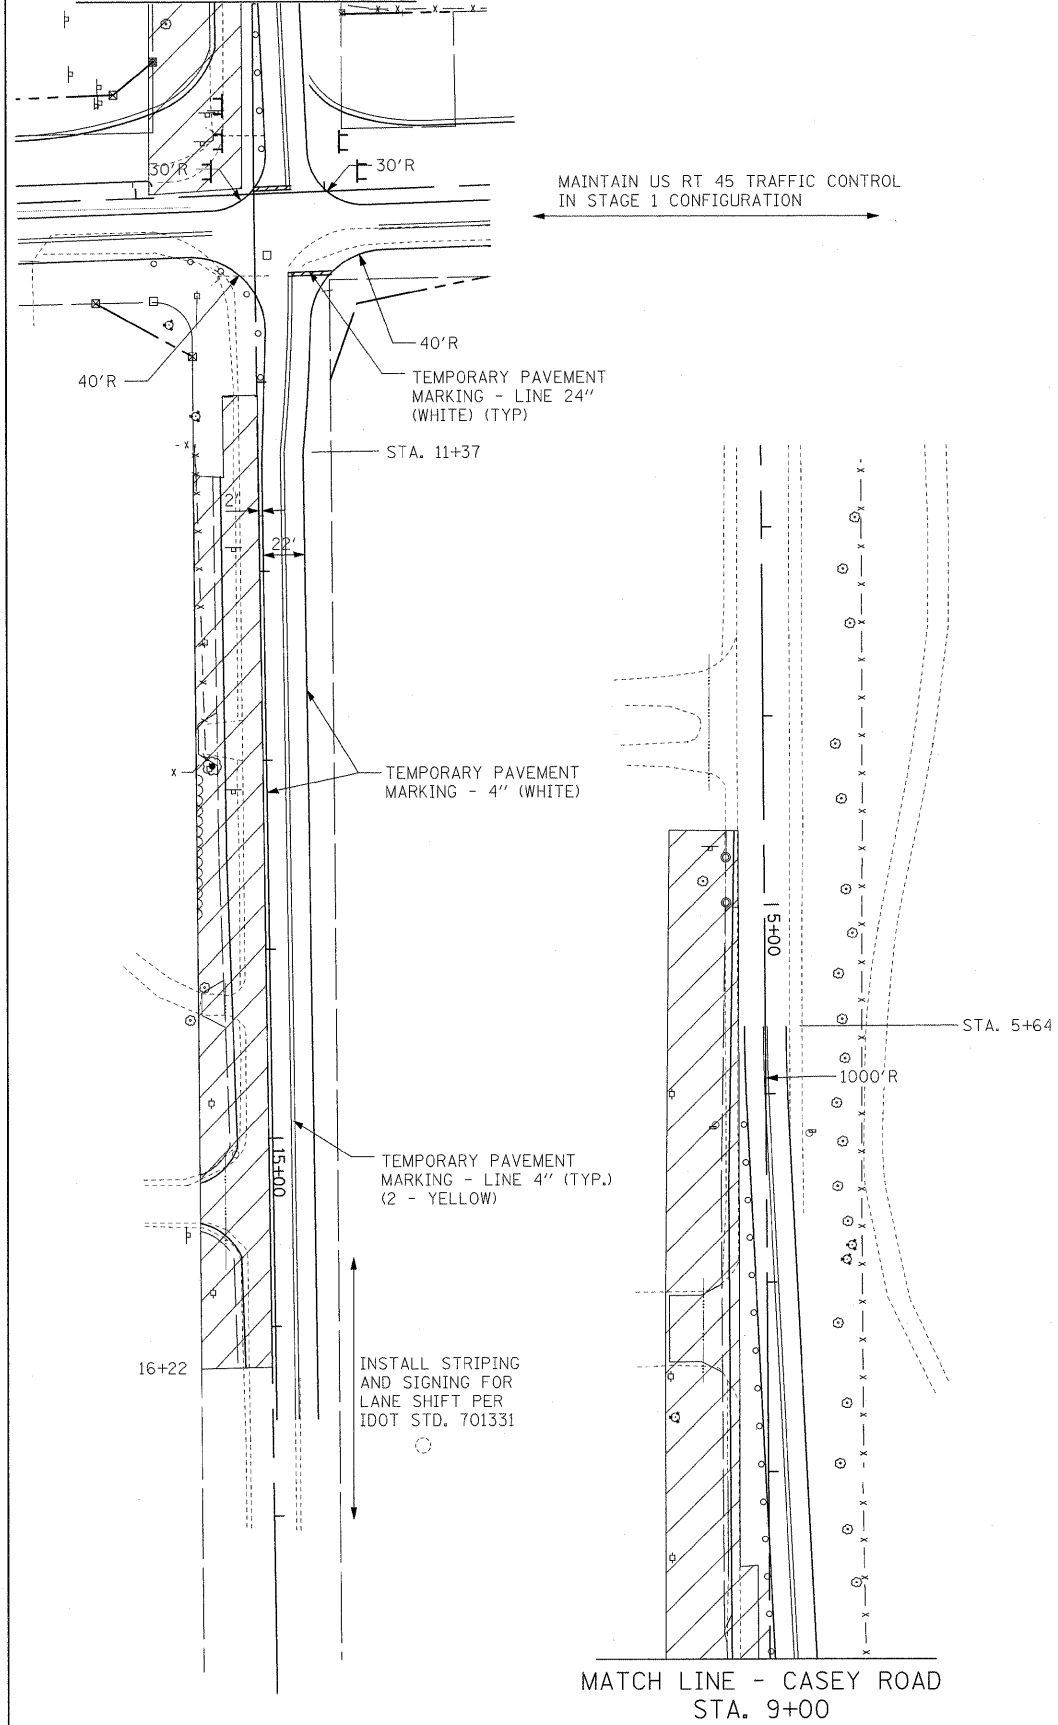 30'R
30'R
MAINTAIN US RT 45 TRAFFIC CONTROL
IN STAGE 1 CONFIGURATION
40'R
40'R
TEMPORARY PAVEMENT
MARKING - LINE 24"
(WHITE) (TYP)
STA. 11+37
2'
22'
TEMPORARY PAVEMENT
MARKING - 4" (WHITE)
5+00
STA. 5+64
1000'R
15+00
TEMPORARY PAVEMENT
MARKING - LINE 4" (TYP.)
(2 - YELLOW)
16+22
INSTALL STRIPING
AND SIGNING FOR
LANE SHIFT PER
IDOT STD. 701331
MATCH LINE - CASEY ROAD
STA. 9+00